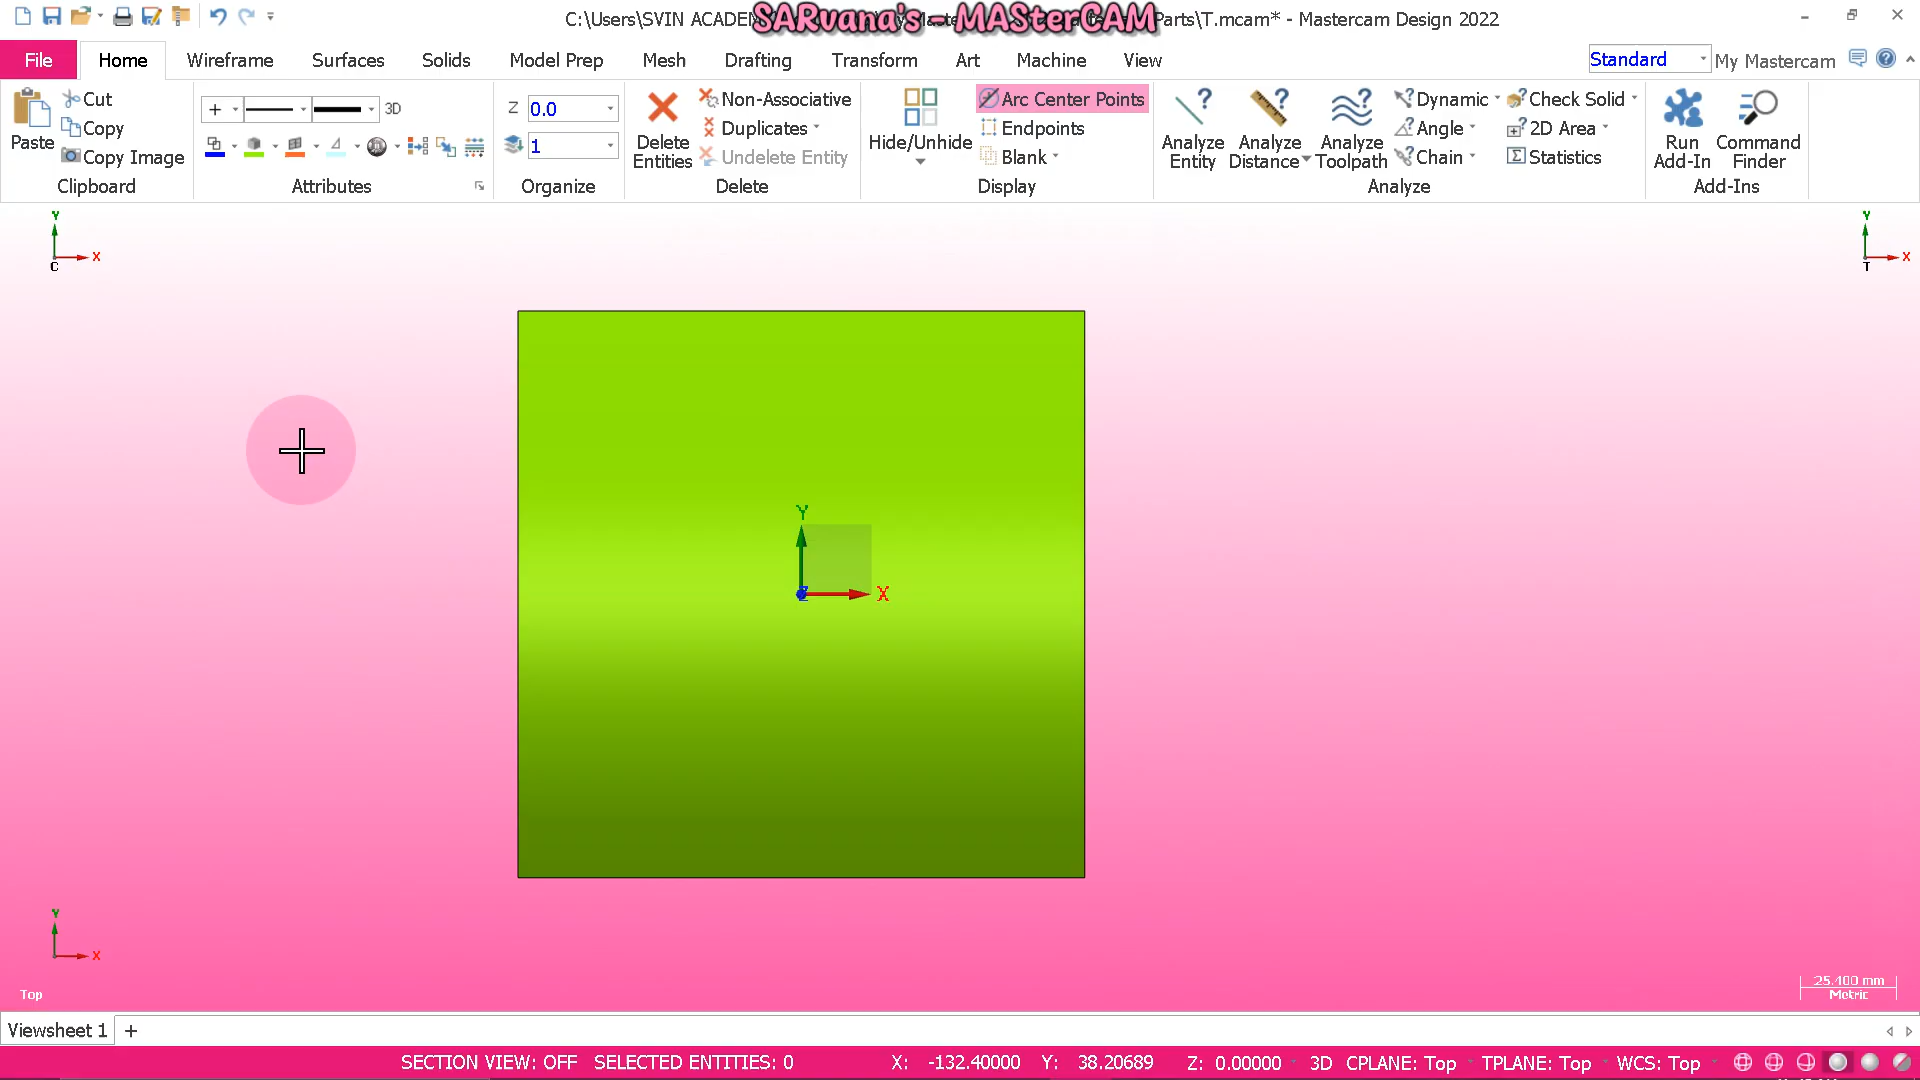 C:\Users\SVIN ACADE
SARvana's - MASterCAM
Parts\T.mcam* - Mastercam Design 2022
File Home Wireframe Surfaces Solids Model Prep Mesh Drafting Transform Art Machine View
Standard My Mastercam
Paste
Cut
Copy
Copy Image
Clipboard
3D
Attributes
Z 0.0
1
Organize
Delete
Entities
Non-Associative
Duplicates
Undelete Entity
Delete
Hide/Unhide
Arc Center Points
Endpoints
Blank
Display
Analyze
Entity
Analyze
Distance
Analyze
Toolpath
Dynamic
Angle
Chain
Check Solid
2D Area
Statistics
Analyze
Run
Add-In
Command
Finder
Add-Ins
Y
X
C
Y
X
T
Y
Z
X
Y
X
Top
25.400 mm
Metric
Viewsheet 1 +
SECTION VIEW: OFF SELECTED ENTITIES: 0 X: -132.40000 Y: 38.20689 Z: 0.00000 3D CPLANE: Top TPLANE: Top WCS: Top